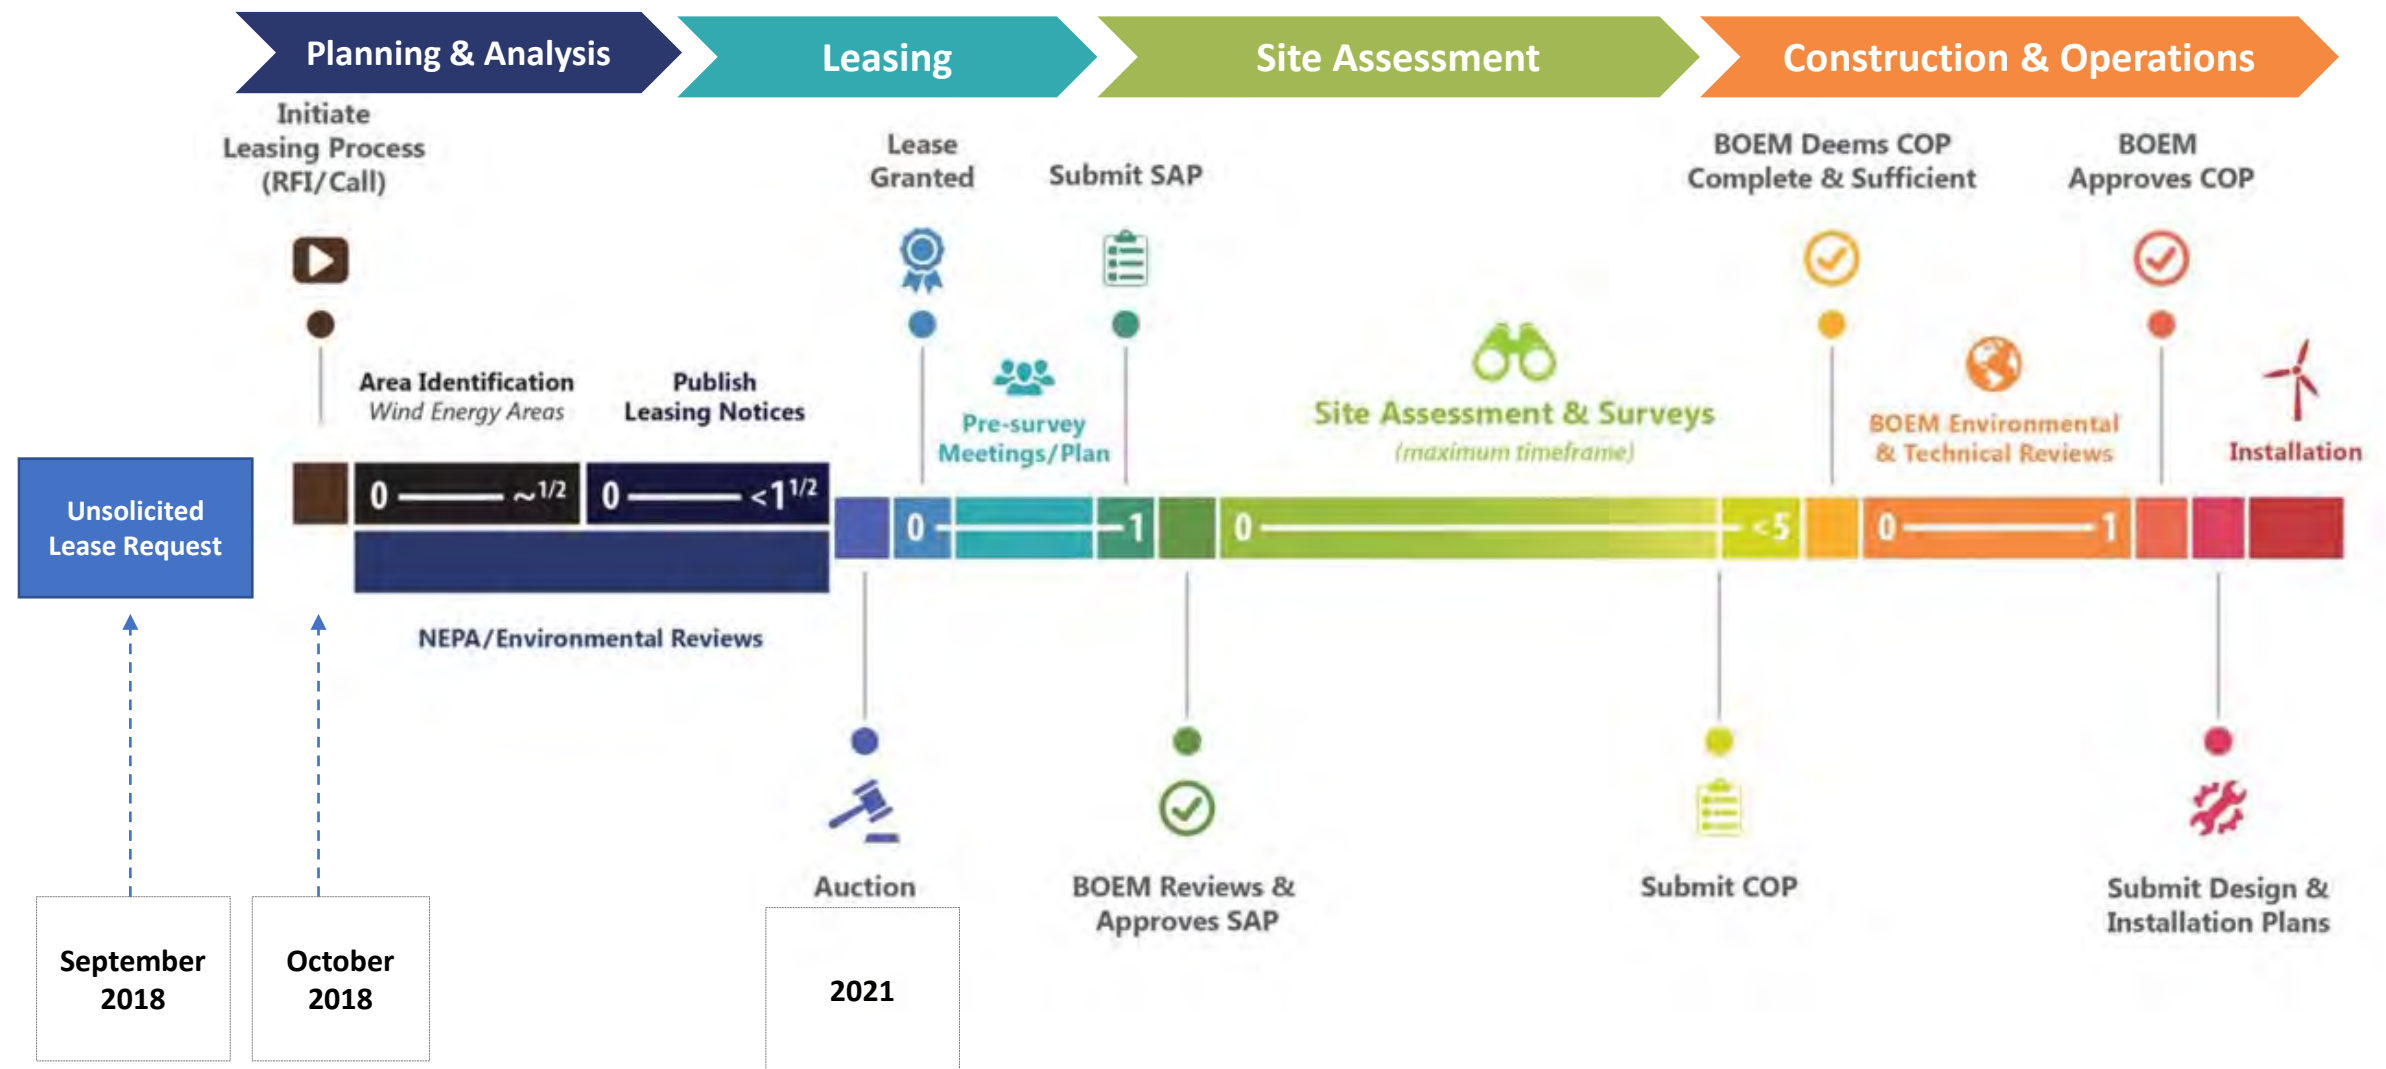 Planning & Analysis
Leasing
Site Assessment
Construction & Operations
Initiate
Leasing Process
(RFI/Call)
Lease
Granted
Submit SAP
BOEM Deems COP
Complete & Sufficient
BOEM
Approves COP
Area Identification
Wind Energy Areas
Publish
Leasing Notices
Pre-survey
Meetings/Plan
Site Assessment & Surveys
(maximum timeframe)
BOEM Environmental
& Technical Reviews
Installation
Unsolicited
Lease Request
0 ~1/2
0 <1 1/2
0 1
0 <5
0 1
NEPA/Environmental Reviews
Auction
BOEM Reviews &
Approves SAP
Submit COP
Submit Design &
Installation Plans
September
2018
October
2018
2021